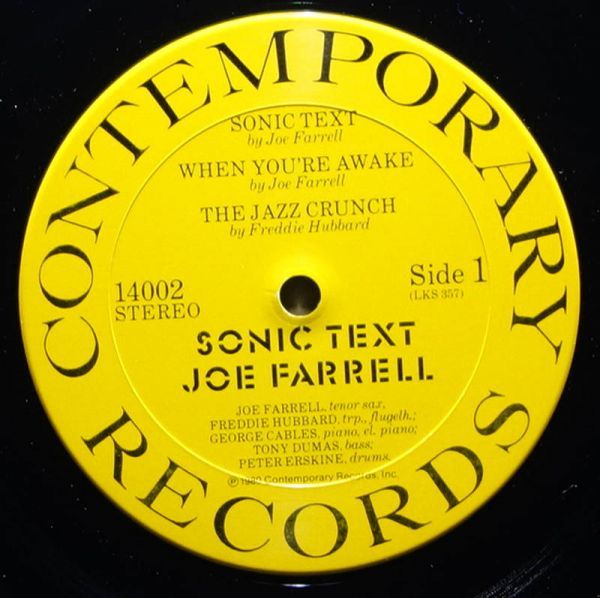 CONTEMPORARY
SONIC TEXT
by Joe Farrell
WHEN YOU'RE AWAKE
by Joe Farrell
THE JAZZ CRUNCH
by Freddie Hubbard
14002
STEREO
Side 1
(LKS 357)
SONIC TEXT
JOE FARRELL
JOE FARRELL, tenor sax,
FREDDIE HUBBARD, trp., flugelh.;
GEORGE CABLES, piano, el. piano;
TONY DUMAS, bass;
PETER ERSKINE, drums.
℗ 1980 Contemporary Records, Inc.
RECORDS